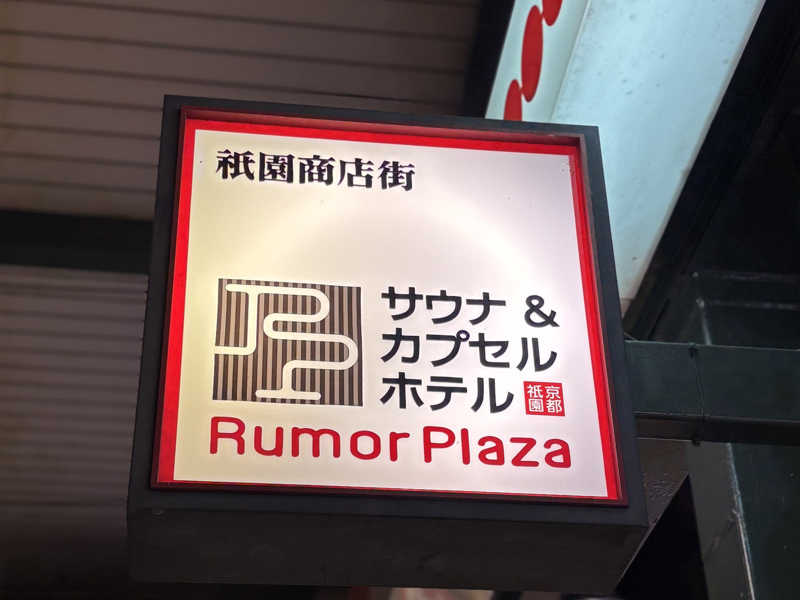 祇園商店街
サウナ &
カプセル
ホテル
京都
祇園
Rumor Plaza